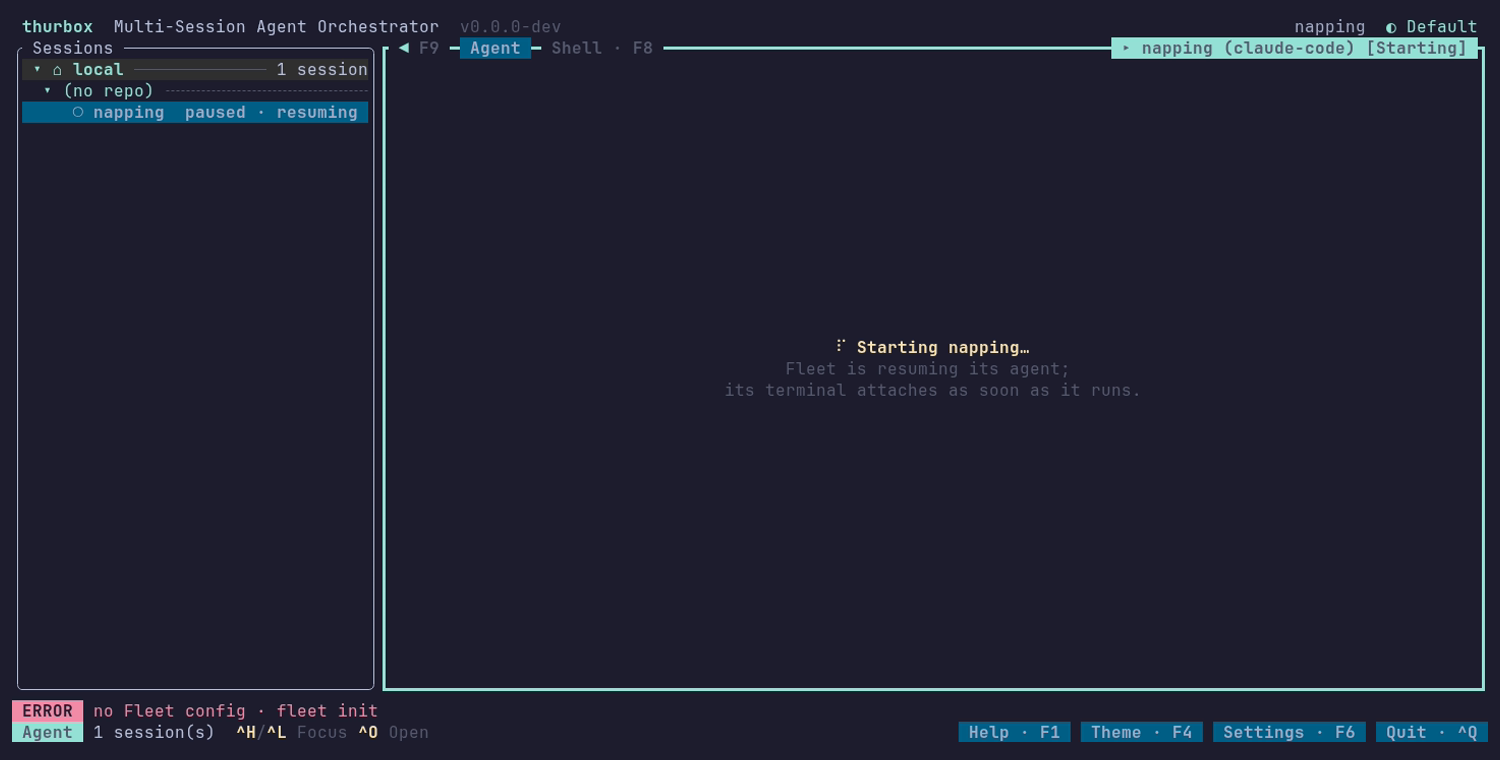 thurbox  Multi-Session Agent Orchestrator  v0.0.0-dev  napping  ◐ Default
Sessions  ◀ F9  Agent  Shell · F8  ▸ napping (claude-code) [Starting]
▾ ⌂ local  1 session
▾ (no repo)
○ napping  paused · resuming
Starting napping…
Fleet is resuming its agent;
its terminal attaches as soon as it runs.
ERROR  no Fleet config · fleet init
Agent  1 session(s)  ^H/^L Focus ^O Open  Help · F1  Theme · F4  Settings · F6  Quit · ^Q